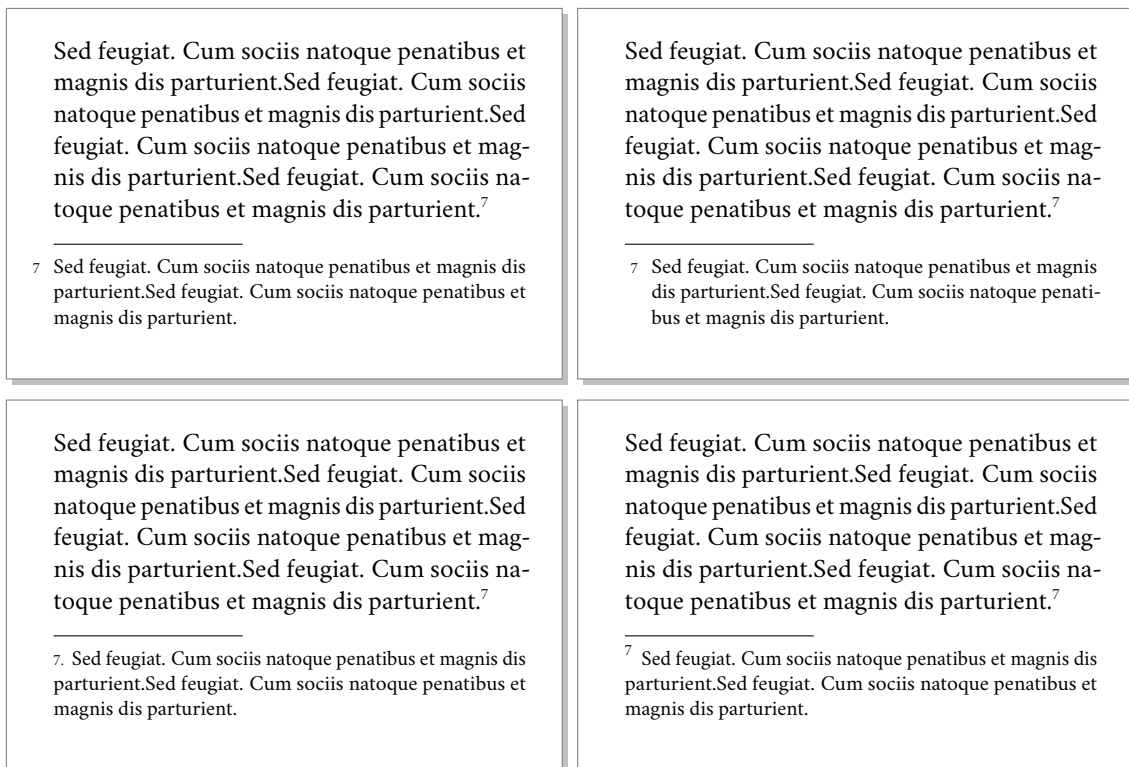 Sed feugiat. Cum sociis natoque penatibus et
magnis dis parturient.Sed feugiat. Cum sociis
natoque penatibus et magnis dis parturient.Sed
feugiat. Cum sociis natoque penatibus et mag-
nis dis parturient.Sed feugiat. Cum sociis na-
toque penatibus et magnis dis parturient.7
7 Sed feugiat. Cum sociis natoque penatibus et magnis dis
parturient.Sed feugiat. Cum sociis natoque penatibus et
magnis dis parturient.
Sed feugiat. Cum sociis natoque penatibus et
magnis dis parturient.Sed feugiat. Cum sociis
natoque penatibus et magnis dis parturient.Sed
feugiat. Cum sociis natoque penatibus et mag-
nis dis parturient.Sed feugiat. Cum sociis na-
toque penatibus et magnis dis parturient.7
7 Sed feugiat. Cum sociis natoque penatibus et magnis
dis parturient.Sed feugiat. Cum sociis natoque penati-
bus et magnis dis parturient.
Sed feugiat. Cum sociis natoque penatibus et
magnis dis parturient.Sed feugiat. Cum sociis
natoque penatibus et magnis dis parturient.Sed
feugiat. Cum sociis natoque penatibus et mag-
nis dis parturient.Sed feugiat. Cum sociis na-
toque penatibus et magnis dis parturient.7
7. Sed feugiat. Cum sociis natoque penatibus et magnis dis
parturient.Sed feugiat. Cum sociis natoque penatibus et
magnis dis parturient.
Sed feugiat. Cum sociis natoque penatibus et
magnis dis parturient.Sed feugiat. Cum sociis
natoque penatibus et magnis dis parturient.Sed
feugiat. Cum sociis natoque penatibus et mag-
nis dis parturient.Sed feugiat. Cum sociis na-
toque penatibus et magnis dis parturient.7
7 Sed feugiat. Cum sociis natoque penatibus et magnis dis
parturient.Sed feugiat. Cum sociis natoque penatibus et
magnis dis parturient.